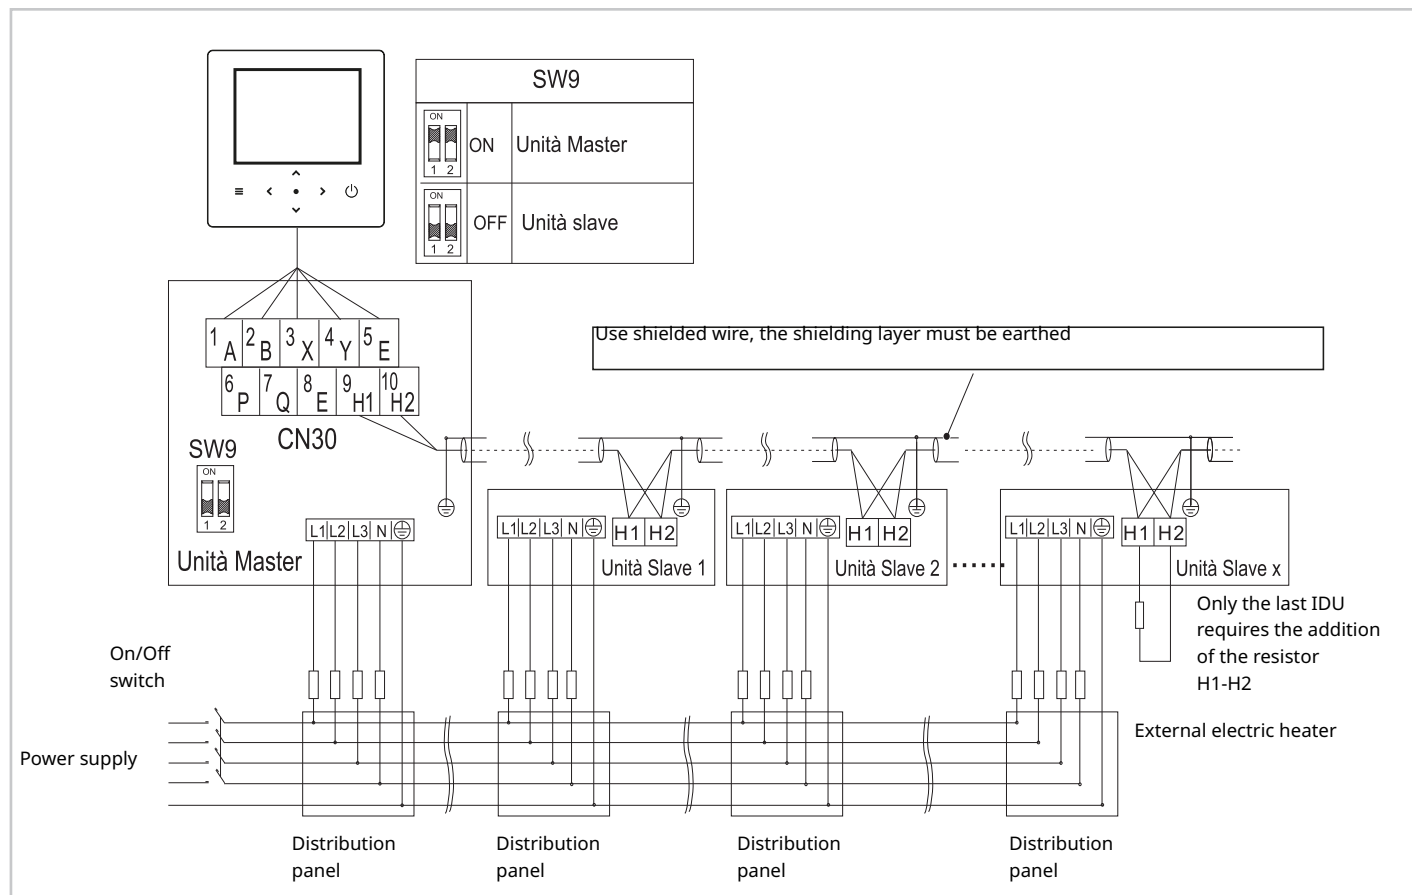 SW9
ON
1 2
ON
Unità Master
ON
1 2
OFF
Unità slave
1 A 2 B 3 X 4 Y 5 E
6 P 7 Q 8 E 9 H1 10 H2
CN30
Use shielded wire, the shielding layer must be earthed
SW9
ON
1 2
L1 L2 L3 N
Unità Master
L1 L2 L3 N
H1 H2
Unità Slave 1
L1 L2 L3 N
H1 H2
Unità Slave 2
L1 L2 L3 N
H1 H2
Unità Slave x
Only the last IDU
requires the addition
of the resistor
H1-H2
On/Off
switch
External electric heater
Power supply
Distribution
panel
Distribution
panel
Distribution
panel
Distribution
panel